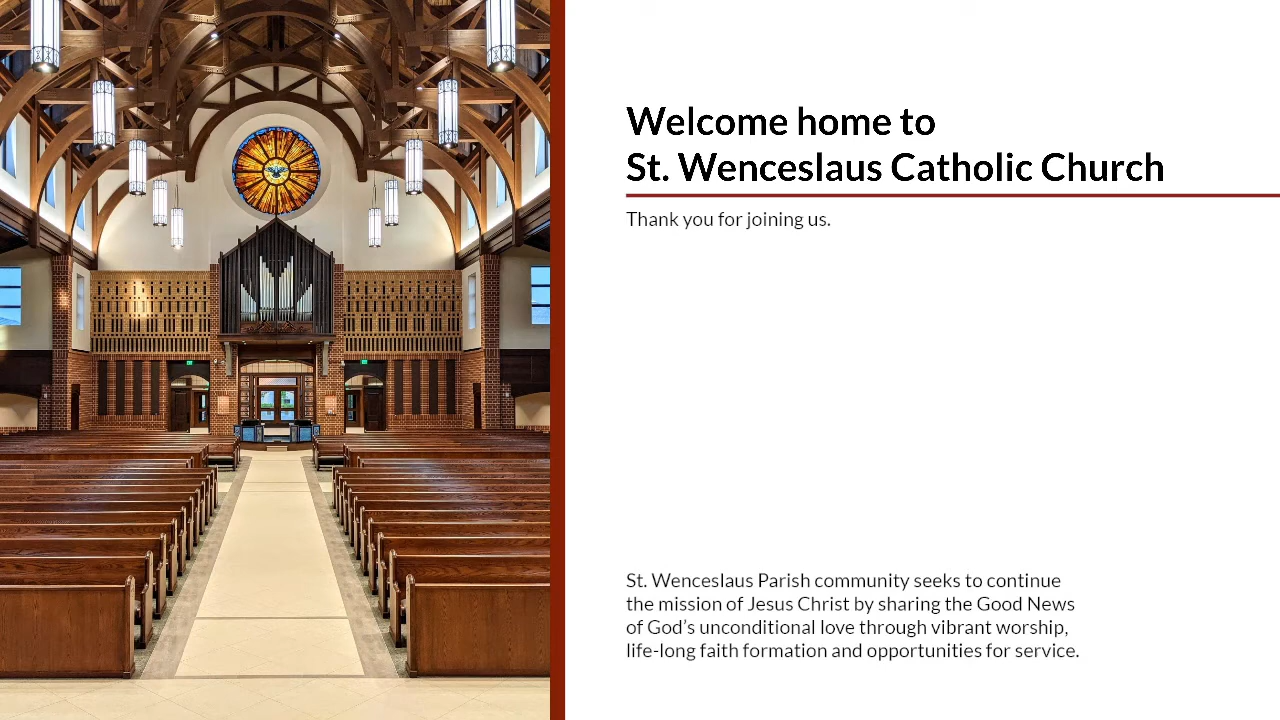 Welcome home to
St. Wenceslaus Catholic Church
Thank you for joining us.
St. Wenceslaus Parish community seeks to continue
the mission of Jesus Christ by sharing the Good News
of God’s unconditional love through vibrant worship,
life-long faith formation and opportunities for service.